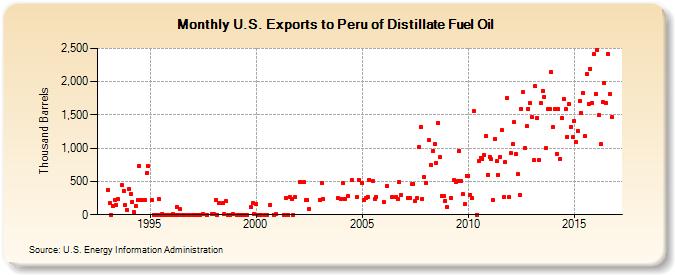 Monthly U.S. Exports to Peru of Distillate Fuel Oil
Thousand Barrels
2,500
2,000
1,500
1,000
500
0
1995 2000 2005 2010 2015
Source: U.S. Energy Information Administration